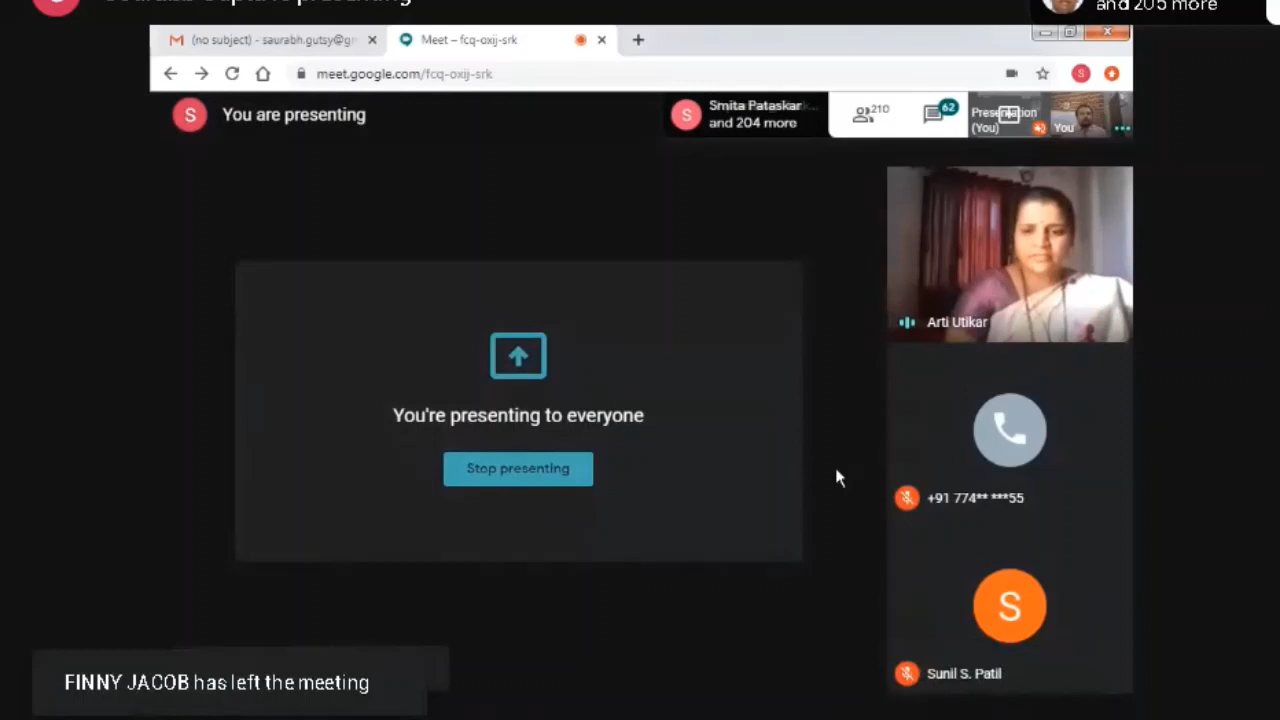 and 205 more
(no subject) - saurabh.gutsy@g
Meet – fcq-oxij-srk
meet.google.com/fcq-oxij-srk
S
S
You are presenting
S
Smita Pataskar...
and 204 more
210
62
Presentation
(You)
You
Arti Utikar
You're presenting to everyone
Stop presenting
+91 774** ***55
S
Sunil S. Patil
FINNY JACOB has left the meeting